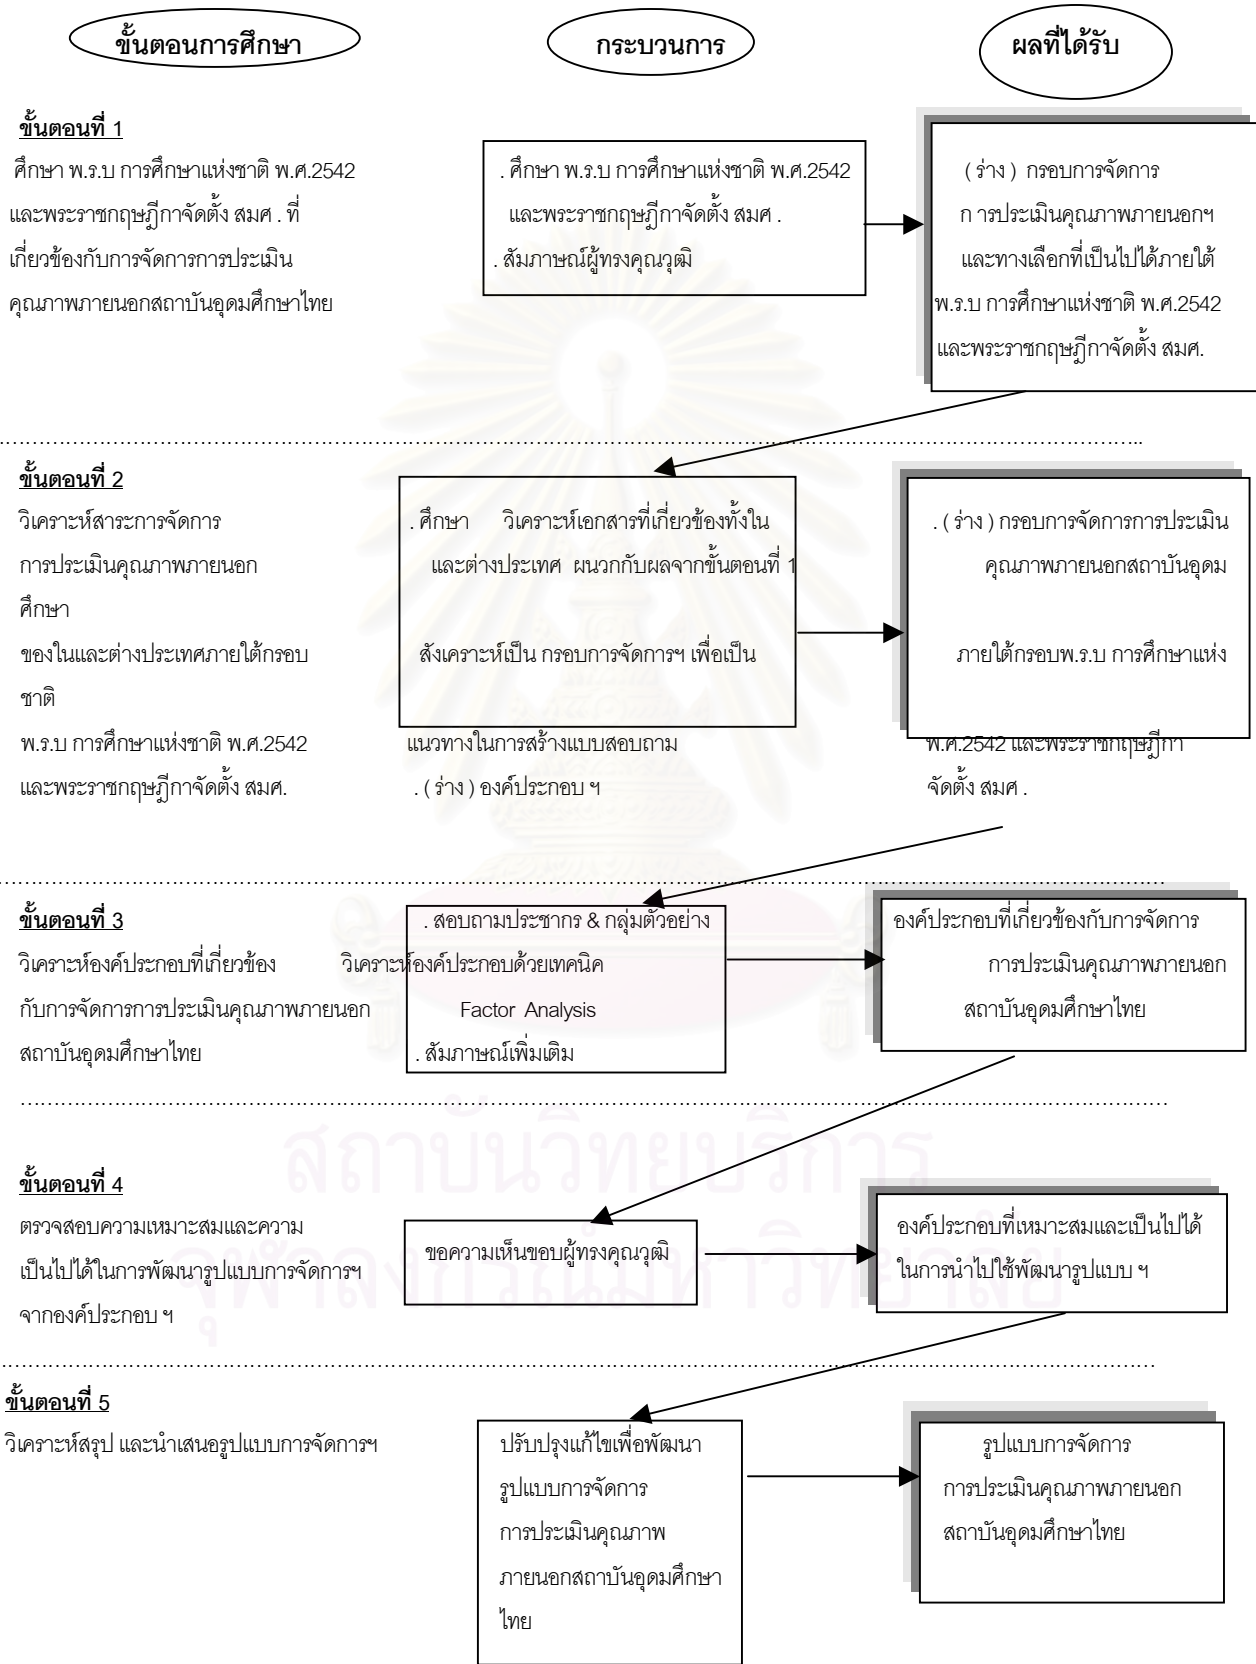 ขั้นตอนการศึกษา
กระบวนการ
ผลที่ได้รับ
ขั้นตอนที่ 1
ศึกษา พ.ร.บ การศึกษาแห่งชาติ พ.ศ.2542
และพระราชกฤษฎีกาจัดตั้ง สมศ . ที่
เกี่ยวข้องกับการจัดการการประเมิน
คุณภาพภายนอกสถาบันอุดมศึกษาไทย
. ศึกษา พ.ร.บ การศึกษาแห่งชาติ พ.ศ.2542
และพระราชกฤษฎีกาจัดตั้ง สมศ .
. สัมภาษณ์ผู้ทรงคุณวุฒิ
( ร่าง ) กรอบการจัดการ
ก ารประเมินคุณภาพภายนอกฯ
และทางเลือกที่เป็นไปได้ภายใต้
พ.ร.บ การศึกษาแห่งชาติ พ.ศ.2542
และพระราชกฤษฎีกาจัดตั้ง สมศ.
ขั้นตอนที่ 2
วิเคราะห์สาระการจัดการ
การประเมินคุณภาพภายนอก
ศึกษา
ของในและต่างประเทศภายใต้กรอบ
ชาติ
พ.ร.บ การศึกษาแห่งชาติ พ.ศ.2542
และพระราชกฤษฎีกาจัดตั้ง สมศ.
. ศึกษา วิเคราะห์เอกสารที่เกี่ยวข้องทั้งใน
และต่างประเทศ ผนวกกับผลจากขั้นตอนที่ 1
สังเคราะห์เป็น กรอบการจัดการฯ เพื่อเป็น
แนวทางในการสร้างแบบสอบถาม
. ( ร่าง ) องค์ประกอบ ฯ
. ( ร่าง ) กรอบการจัดการการประเมิน
คุณภาพภายนอกสถาบันอุดม
ภายใต้กรอบพ.ร.บ การศึกษาแห่ง
พ.ศ.2542 และพระราชกฤษฎีกา
จัดตั้ง สมศ .
ขั้นตอนที่ 3
วิเคราะห์องค์ประกอบที่เกี่ยวข้อง
กับการจัดการการประเมินคุณภาพภายนอก
สถาบันอุดมศึกษาไทย
. สอบถามประชากร & กลุ่มตัวอย่าง
วิเคราะห์องค์ประกอบด้วยเทคนิค
Factor Analysis
. สัมภาษณ์เพิ่มเติม
องค์ประกอบที่เกี่ยวข้องกับการจัดการ
การประเมินคุณภาพภายนอก
สถาบันอุดมศึกษาไทย
ขั้นตอนที่ 4
ตรวจสอบความเหมาะสมและความ
เป็นไปได้ในการพัฒนารูปแบบการจัดการฯ
จากองค์ประกอบ ฯ
ขอความเห็นขอบผู้ทรงคุณวุฒิ
องค์ประกอบที่เหมาะสมและเป็นไปได้
ในการนำไปใช้พัฒนารูปแบบ ฯ
สถาบันวิทยบริการ
จุฬาลงกรณ์มหาวิทยาลัย
ขั้นตอนที่ 5
วิเคราะห์สรุป และนำเสนอรูปแบบการจัดการฯ
ปรับปรุงแก้ไขเพื่อพัฒนา
รูปแบบการจัดการ
การประเมินคุณภาพ
ภายนอกสถาบันอุดมศึกษา
ไทย
รูปแบบการจัดการ
การประเมินคุณภาพภายนอก
สถาบันอุดมศึกษาไทย